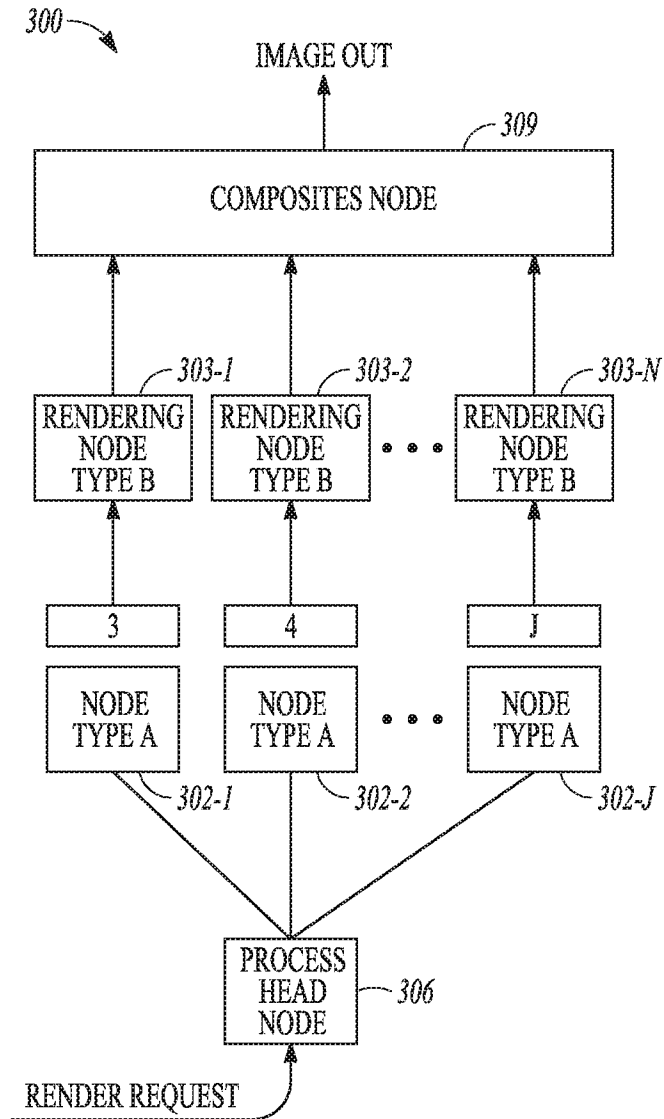 300
IMAGE OUT
309
COMPOSITES NODE
303-1
303-2
303-N
RENDERING
NODE
TYPE B
RENDERING
NODE
TYPE B
RENDERING
NODE
TYPE B
3
4
J
NODE
TYPE A
NODE
TYPE A
NODE
TYPE A
302-1
302-2
302-J
PROCESS
HEAD
NODE
306
RENDER REQUEST